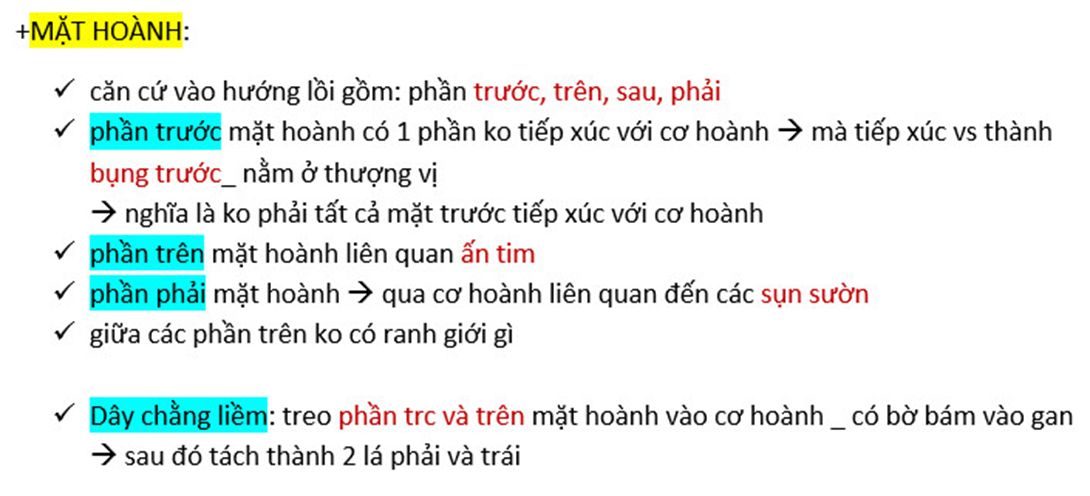 +MẶT HOÀNH:
✓ căn cứ vào hướng lồi gồm: phần trước, trên, sau, phải
✓ phần trước mặt hoành có 1 phần ko tiếp xúc với cơ hoành → mà tiếp xúc vs thành
bụng trước_ nằm ở thượng vị
→ nghĩa là ko phải tất cả mặt trước tiếp xúc với cơ hoành
✓ phần trên mặt hoành liên quan ấn tim
✓ phần phải mặt hoành → qua cơ hoành liên quan đến các sụn sườn
✓ giữa các phần trên ko có ranh giới gì
✓ Dây chằng liềm: treo phần trc và trên mặt hoành vào cơ hoành _ có bờ bám vào gan
→ sau đó tách thành 2 lá phải và trái